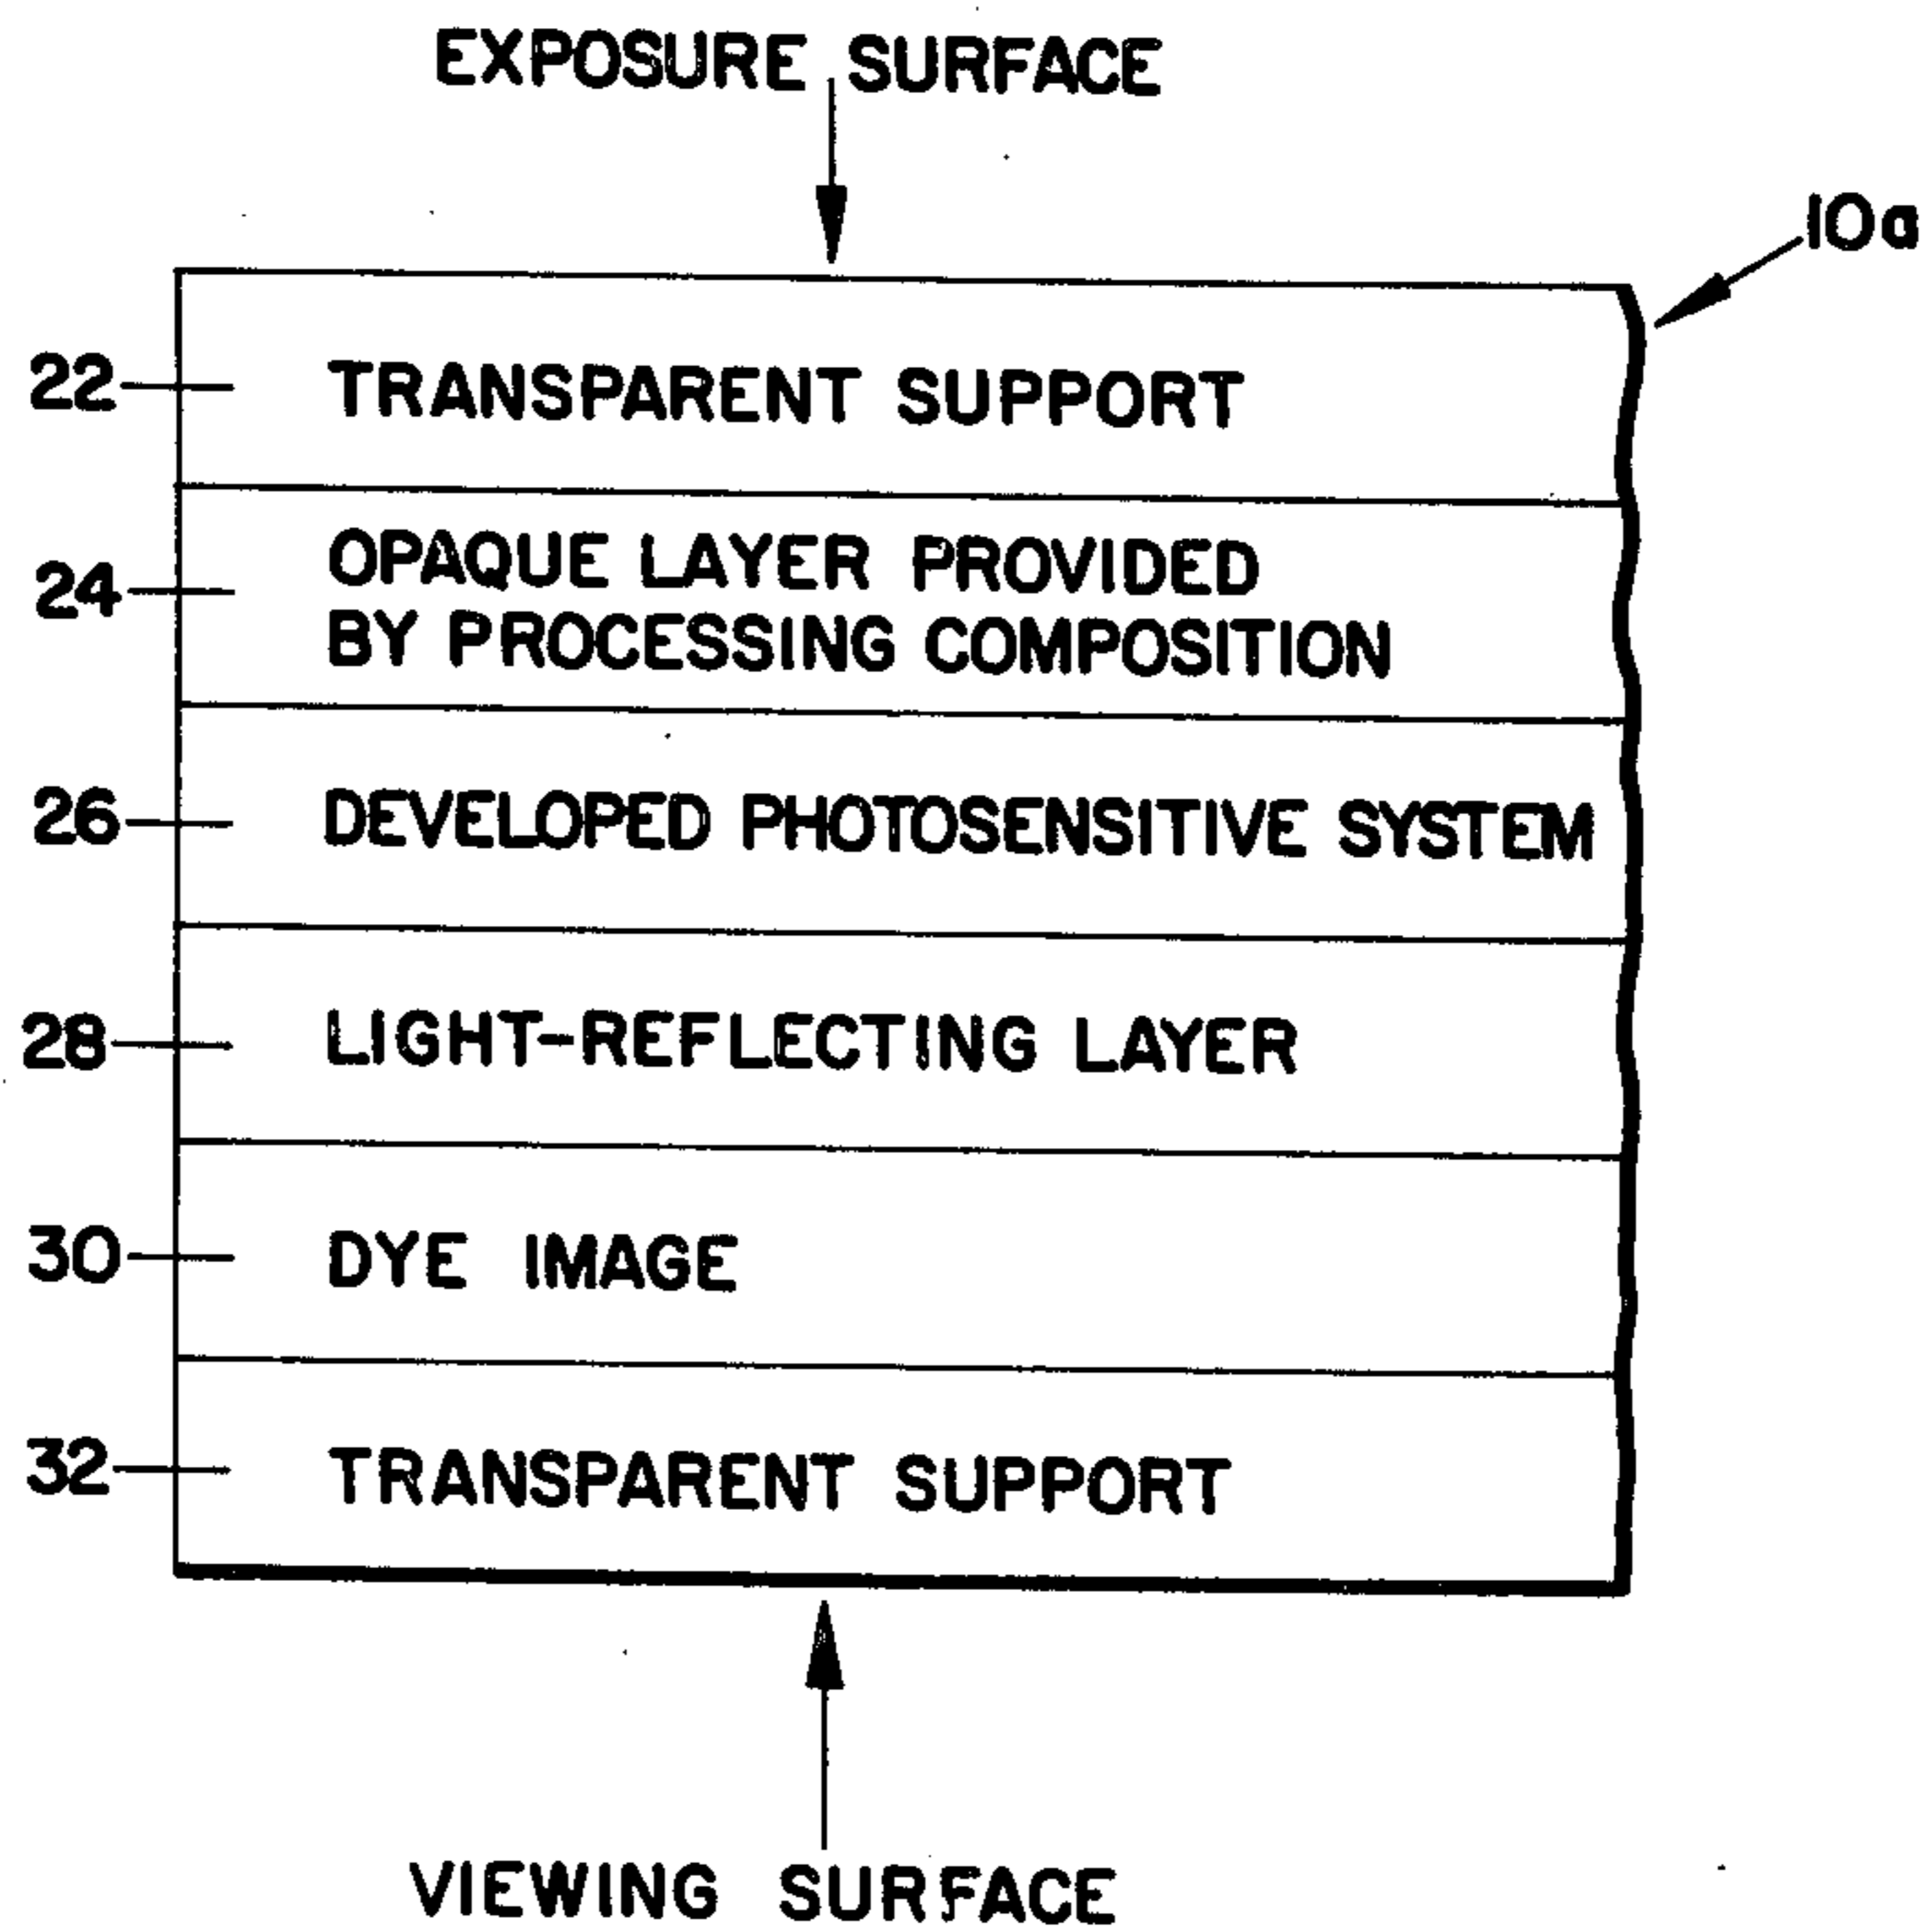 EXPOSURE SURFACE
10a
22 TRANSPARENT SUPPORT
24 OPAQUE LAYER PROVIDED
BY PROCESSING COMPOSITION
26 DEVELOPED PHOTOSENSITIVE SYSTEM
28 LIGHT-REFLECTING LAYER
30 DYE IMAGE
32 TRANSPARENT SUPPORT
VIEWING SURFACE